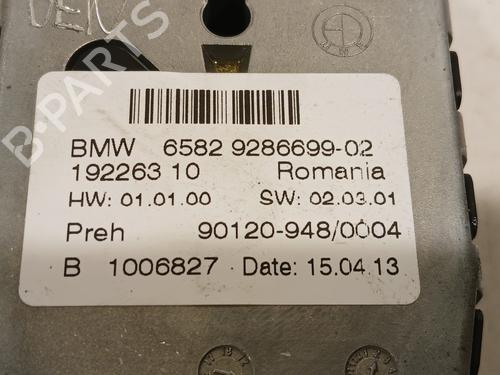 DEN
B-PARTS
BMW 6582 9286699-02
192263 10 Romania
HW: 01.01.00 SW: 02.03.01
Preh 90120-948/0004
B 1006827 Date: 15.04.13